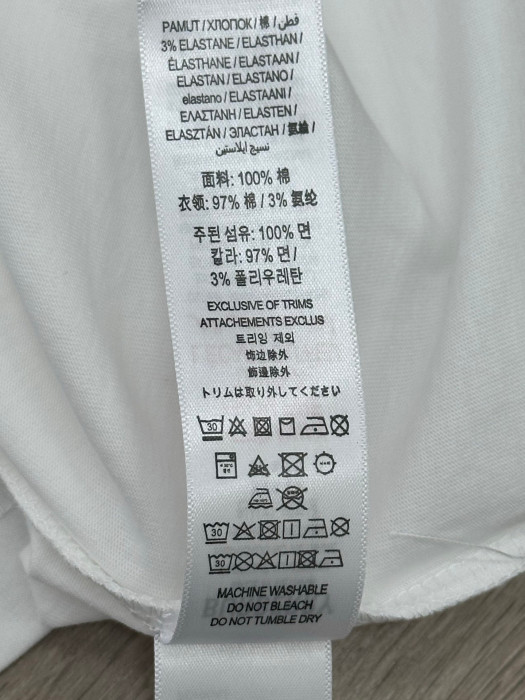 PAMUT / ХЛОПОК / 棉 / قطن /
3% ELASTANE / ELASTHAN /
ÉLASTHANE / ELASTAAN /
ELASTAN / ELASTANO /
elastano / ELASTAANI /
ΕΛΑΣΤΑΝΗ / ELASTEN /
ELASZTÁN / ЭЛАСТАН / 氨綸 /
نسيج ايلاستين
面料: 100% 棉
衣领: 97% 棉 / 3% 氨纶
주된 섬유: 100% 면
칼라: 97% 면 /
3% 폴리우레탄
EXCLUSIVE OF TRIMS
ATTACHEMENTS EXCLUS
트리밍 제외
饰边除外
飾邊除外
トリムは取り外してください
30
30
30
MACHINE WASHABLE
DO NOT BLEACH
DO NOT TUMBLE DRY